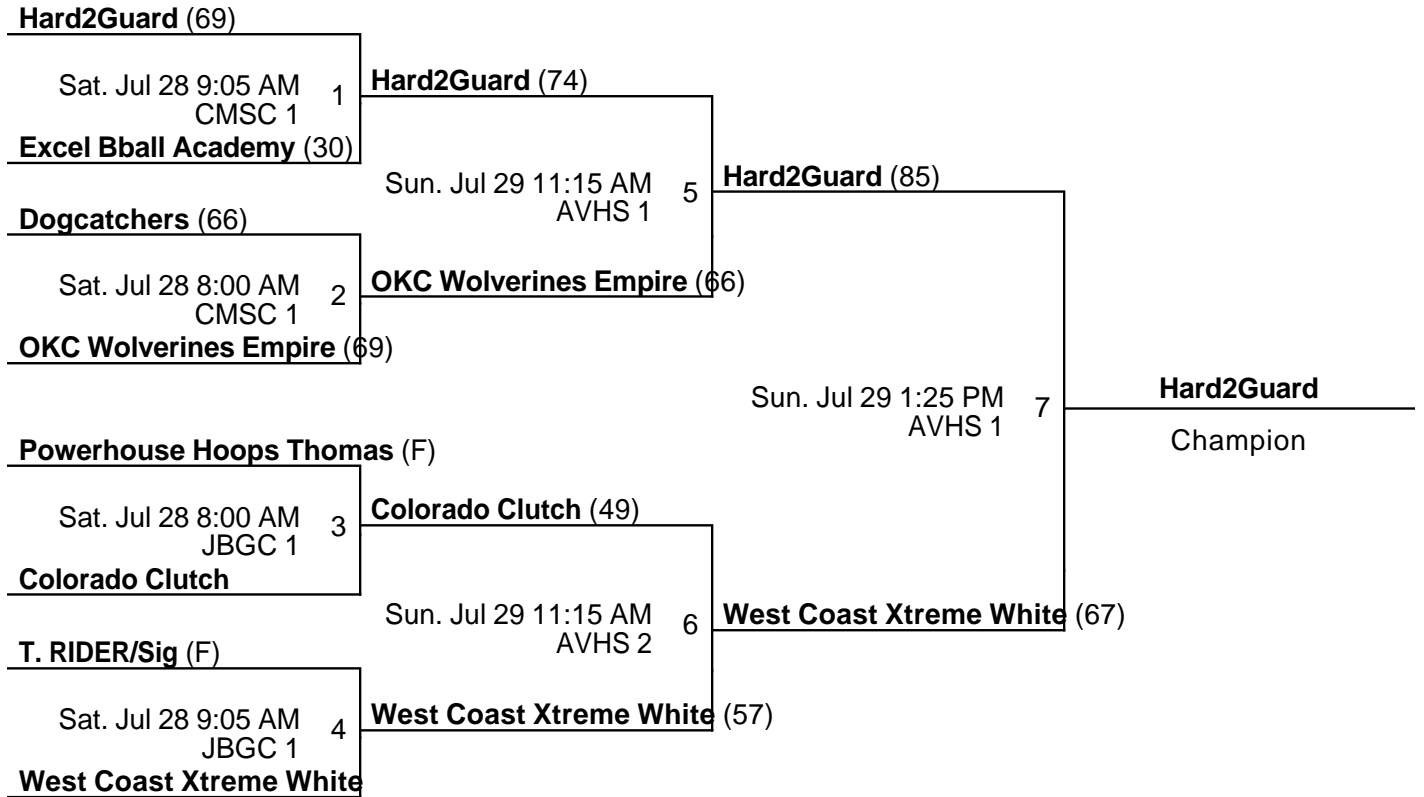 Hard2Guard (69)
Sat. Jul 28 9:05 AM
CMSC 1
1
Excel Bball Academy (30)
Dogcatchers (66)
Sat. Jul 28 8:00 AM
CMSC 1
2
OKC Wolverines Empire (69)
Powerhouse Hoops Thomas (F)
Sat. Jul 28 8:00 AM
JBGC 1
3
Colorado Clutch
T. RIDER/Sig (F)
Sat. Jul 28 9:05 AM
JBGC 1
4
West Coast Xtreme White
Hard2Guard (74)
Sun. Jul 29 11:15 AM
AVHS 1
5
OKC Wolverines Empire (66)
Colorado Clutch (49)
Sun. Jul 29 11:15 AM
AVHS 2
6
West Coast Xtreme White (57)
Hard2Guard (85)
Sun. Jul 29 1:25 PM
AVHS 1
7
West Coast Xtreme White (67)
Hard2Guard
Champion